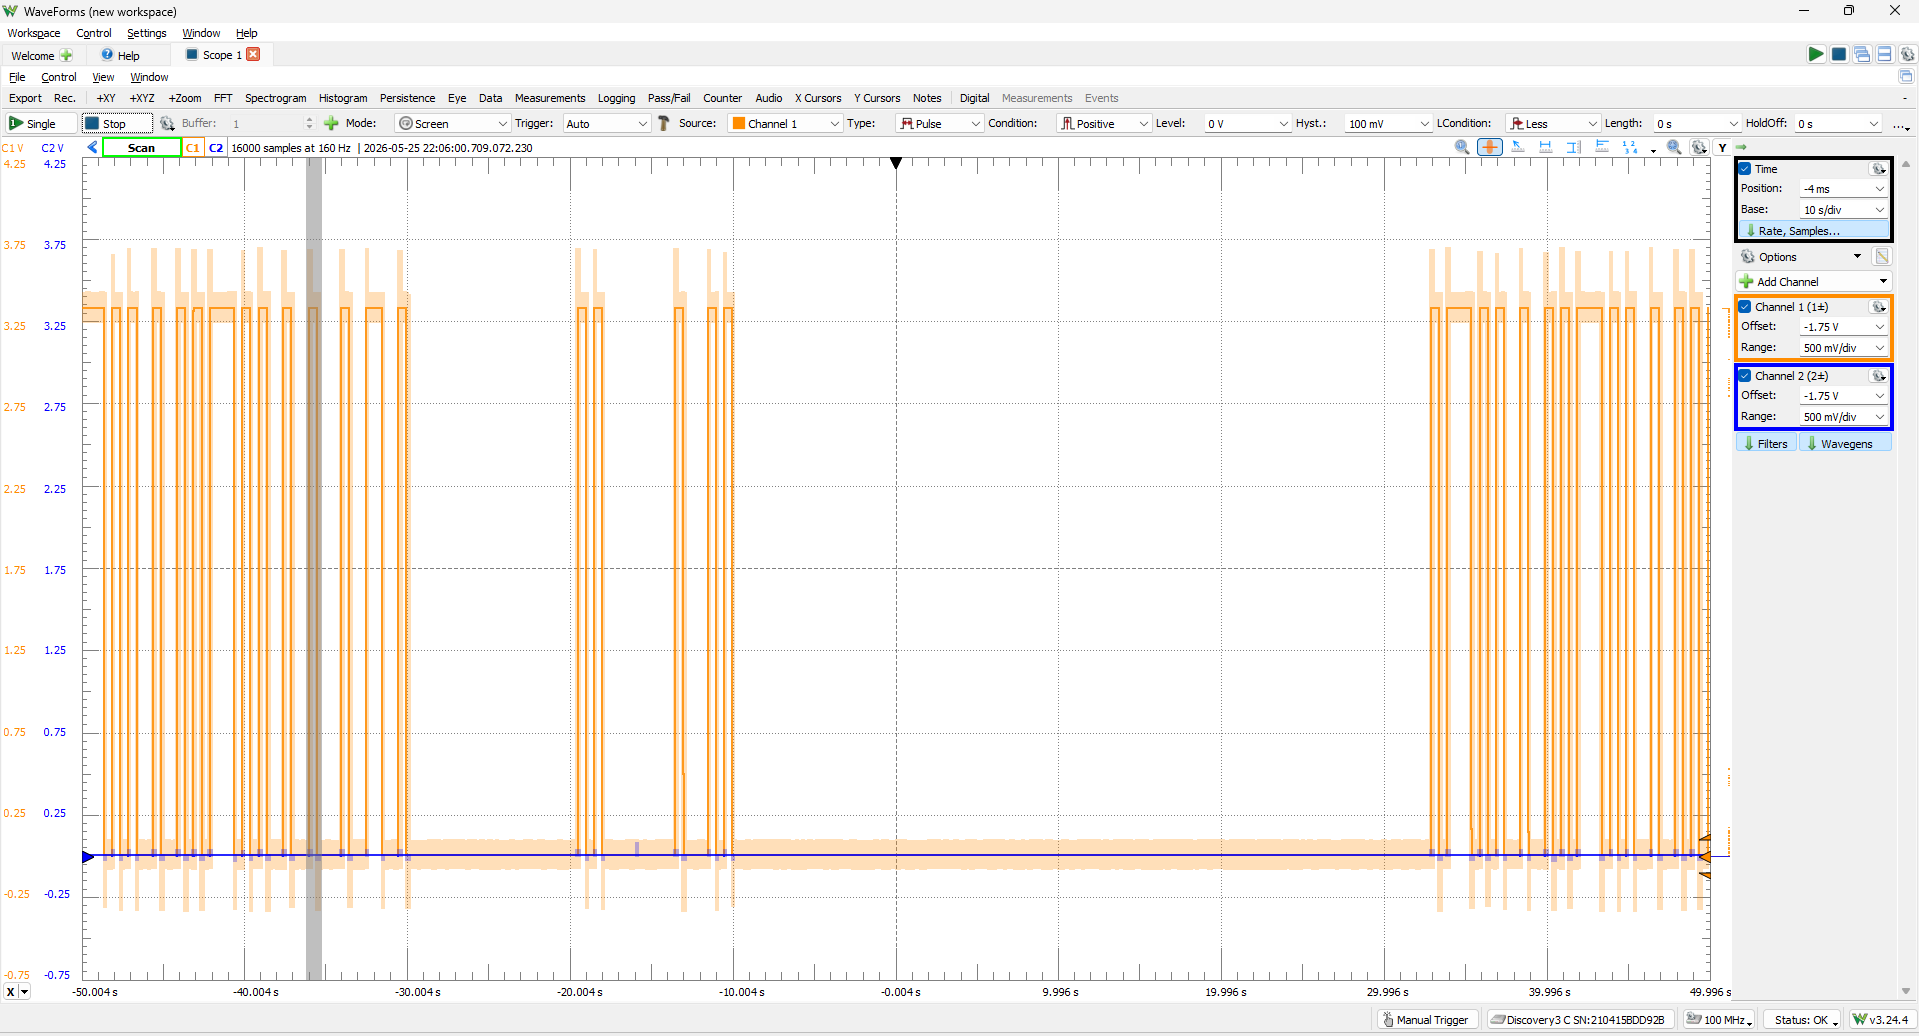 WaveForms (new workspace)
Workspace Control Settings Window Help
Welcome Help Scope 1
File Control View Window
Export Rec. +XY +XYZ +Zoom FFT Spectrogram Histogram Persistence Eye Data Measurements Logging Pass/Fail Counter Audio X Cursors Y Cursors Notes Digital Measurements Events
Single Stop Buffer: 1 Mode: Screen Trigger: Auto Source: Channel 1 Type: Pulse Condition: Positive Level: 0 V Hyst.: 100 mV LCondition: Less Length: 0 s HoldOff: 0 s ...
C1 V C2 V Scan C1 C2 16000 samples at 160 Hz | 2026-05-25 22:06:00.709.072.230 Y
4.25 4.25
3.75 3.75
3.25 3.25
2.75 2.75
2.25 2.25
1.75 1.75
1.25 1.25
0.75 0.75
0.25 0.25
-0.25 -0.25
-0.75 -0.75
X -50.004 s -40.004 s -30.004 s -20.004 s -10.004 s -0.004 s 9.996 s 19.996 s 29.996 s 39.996 s 49.996 s
Time
Position: -4 ms
Base: 10 s/div
Rate, Samples...
Options
Add Channel
Channel 1 (1±)
Offset: -1.75 V
Range: 500 mV/div
Channel 2 (2±)
Offset: -1.75 V
Range: 500 mV/div
Filters Wavegens
Manual Trigger Discovery3 C SN:210415BDD92B 100 MHz Status: OK v3.24.4